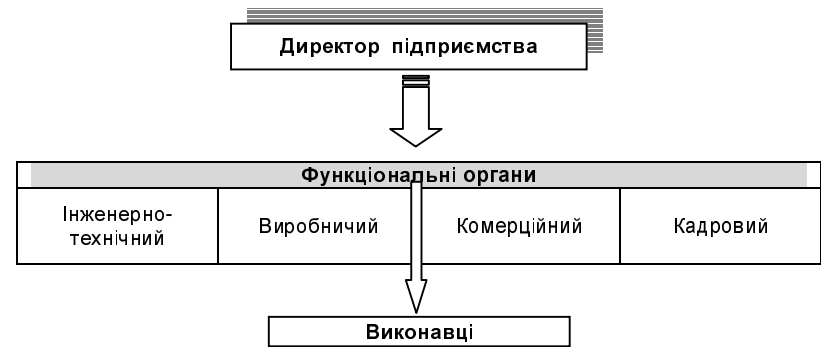 Директор підприємства
Функціональні органи
Інженерно-
технічний
Виробничий
Комерційний
Кадровий
Виконавці